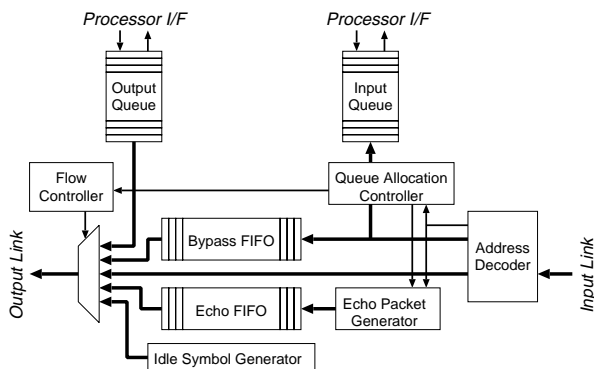 Processor I/F
Processor I/F
Output
Queue
Input
Queue
Flow
Controller
Queue Allocation
Controller
Bypass FIFO
Address
Decoder
Output Link
Input Link
Echo FIFO
Echo Packet
Generator
Idle Symbol Generator